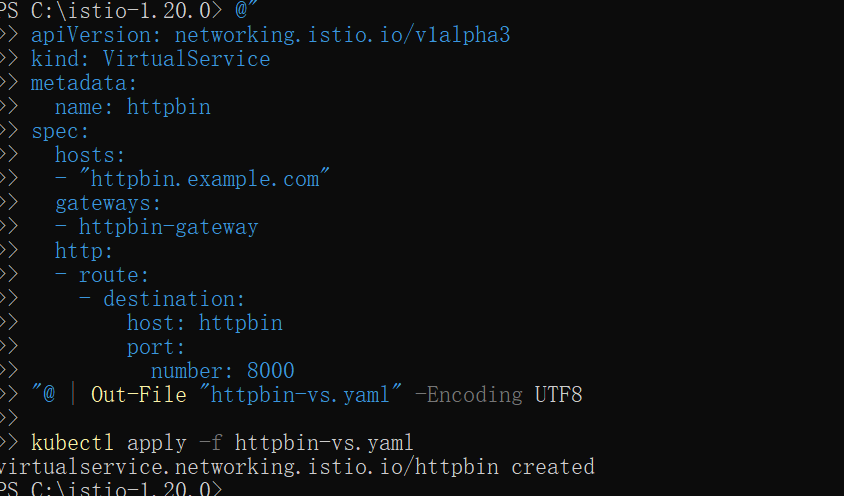 PS C:\istio-1.20.0> @"
>> apiVersion: networking.istio.io/v1alpha3
>> kind: VirtualService
>> metadata:
>>   name: httpbin
>> spec:
>>   hosts:
>>   - "httpbin.example.com"
>>   gateways:
>>   - httpbin-gateway
>>   http:
>>   - route:
>>     - destination:
>>         host: httpbin
>>         port:
>>           number: 8000
>> "@ | Out-File "httpbin-vs.yaml" -Encoding UTF8
>>
>> kubectl apply -f httpbin-vs.yaml
virtualservice.networking.istio.io/httpbin created
PS C:\istio-1.20.0>